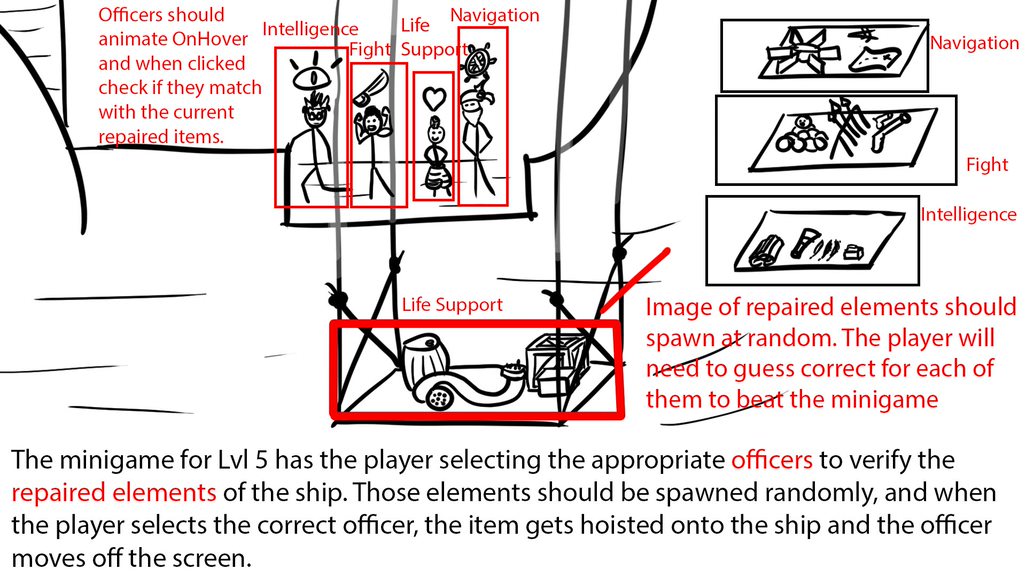 Officers should
animate OnHover
and when clicked
check if they match
with the current
repaired items.
Intelligence
Fight
Life
Support
Navigation
Navigation
Fight
Intelligence
Life Support
Image of repaired elements should
spawn at random. The player will
need to guess correct for each of
them to beat the minigame
The minigame for Lvl 5 has the player selecting the appropriate officers to verify the
repaired elements of the ship. Those elements should be spawned randomly, and when
the player selects the correct officer, the item gets hoisted onto the ship and the officer
moves off the screen.